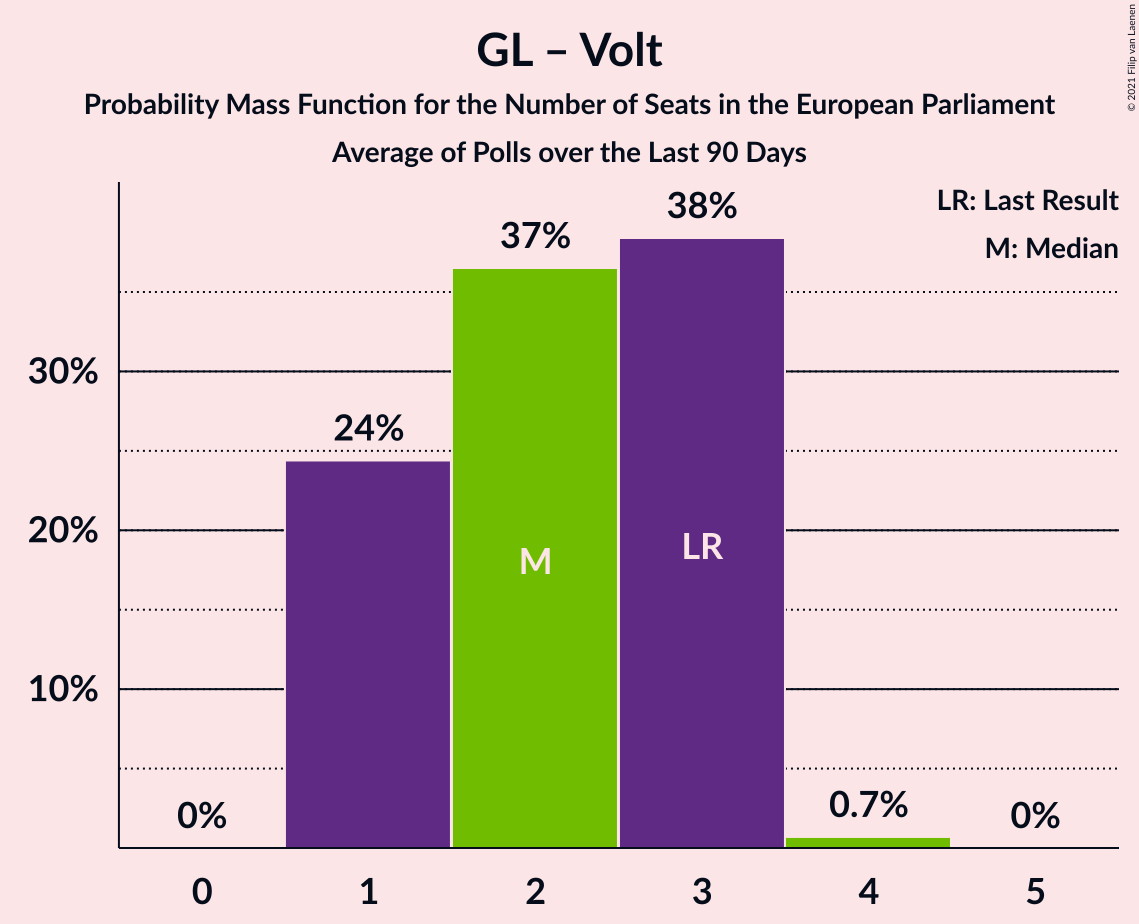 GL – Volt
Probability Mass Function for the Number of Seats in the European Parliament
Average of Polls over the Last 90 Days
© 2021 Filip van Laenen
LR: Last Result
M: Median
38%
37%
30%
24%
20%
M
LR
10%
0%
0.7%
0%
0 1 2 3 4 5